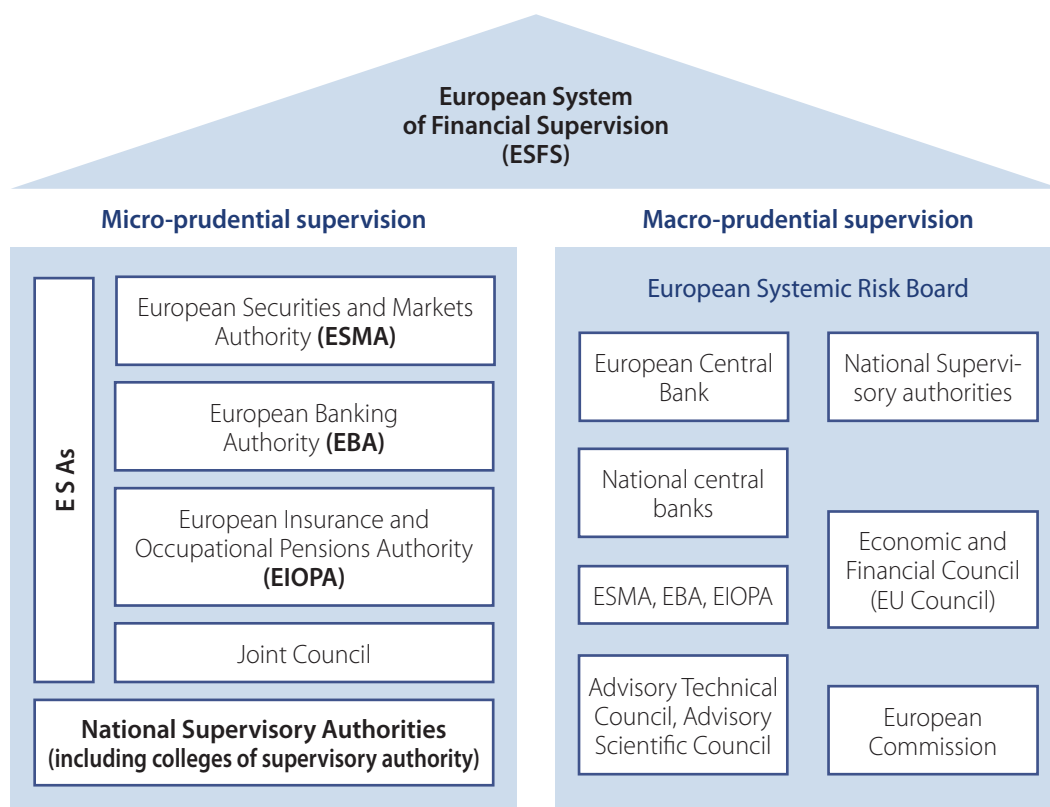 European System
of Financial Supervision
(ESFS)
Micro-prudential supervision
E S As
European Securities and Markets
Authority (ESMA)
European Banking
Authority (EBA)
European Insurance and
Occupational Pensions Authority
(EIOPA)
Joint Council
National Supervisory Authorities
(including colleges of supervisory authority)
Macro-prudential supervision
European Systemic Risk Board
European Central
Bank
National central
banks
ESMA, EBA, EIOPA
Advisory Technical
Council, Advisory
Scientific Council
National Supervi-
sory authorities
Economic and
Financial Council
(EU Council)
European
Commission